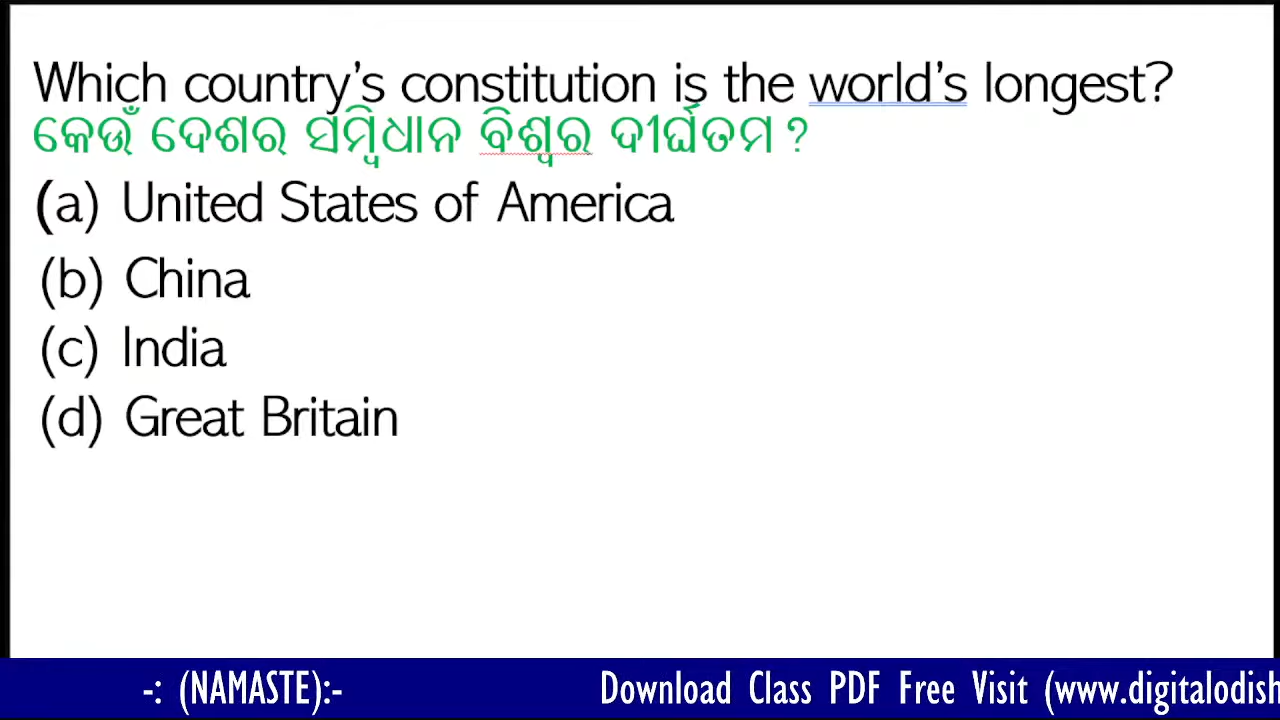 Which country's constitution is the world's longest?
କେଉଁ ଦେଶର ସମ୍ବିଧାନ ବିଶ୍ୱର ଦୀର୍ଘତମ ?
(a) United States of America
(b) China
(c) India
(d) Great Britain
-: (NAMASTE):- Download Class PDF Free Visit (www.digitalodish